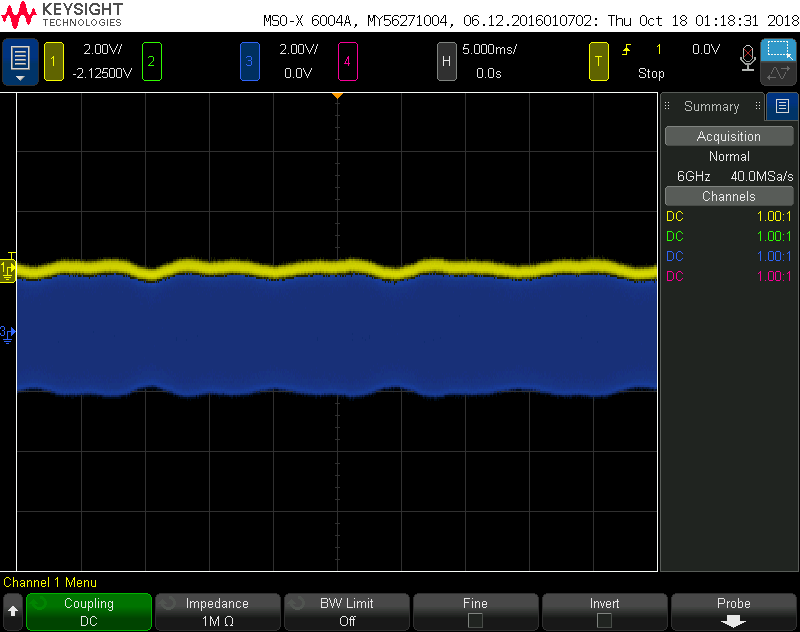 KEYSIGHT
TECHNOLOGIES
MSO-X 6004A, MY56271004, 06.12.2016010702: Thu Oct 18 01:18:31 2018
1 2.00V/ 2 3 2.00V/ 4 H 5.000ms/ T 1 0.0V
-2.12500V 0.0V 0.0s Stop
Summary
Acquisition
Normal
6GHz 40.0MSa/s
Channels
DC 1.00:1
DC 1.00:1
DC 1.00:1
DC 1.00:1
T
1
3
Channel 1 Menu
Coupling Impedance BW Limit Fine Invert Probe
DC 1M Ω Off